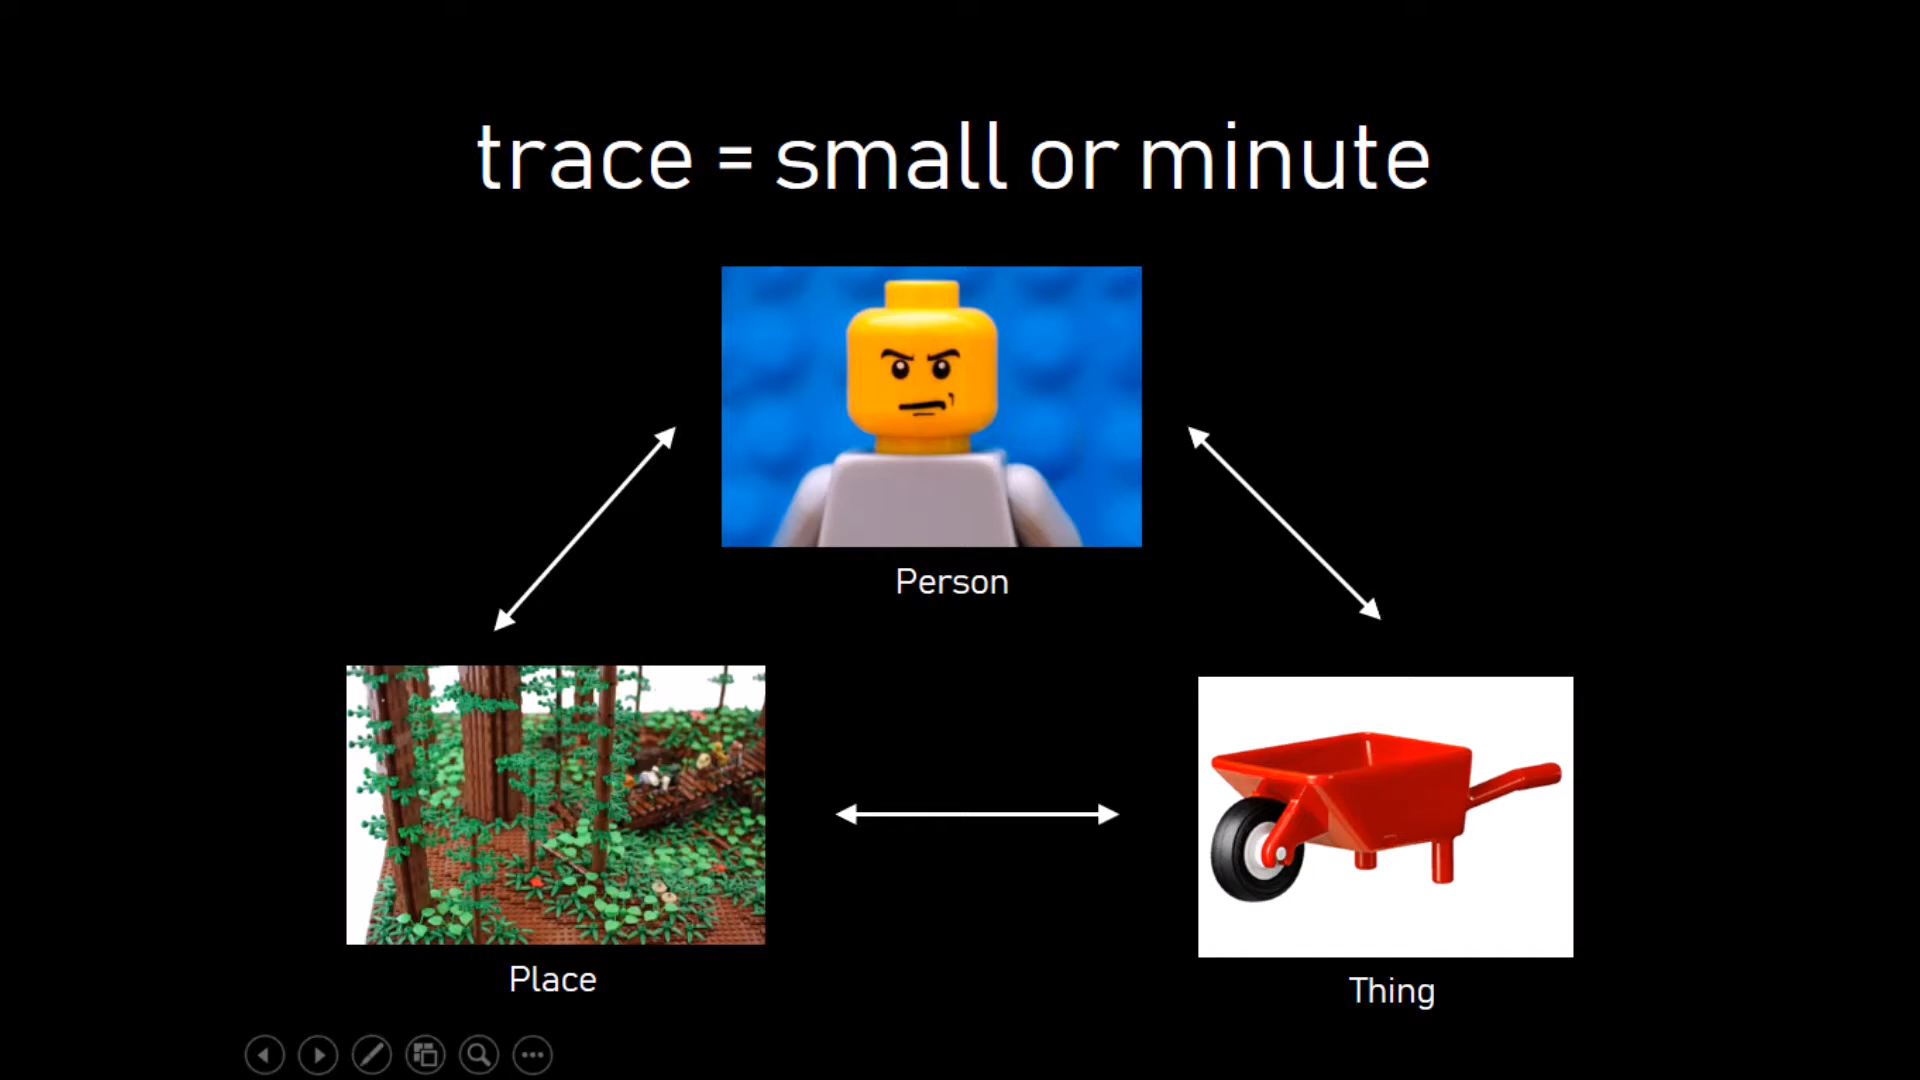 trace = small or minute
Person
Place
Thing